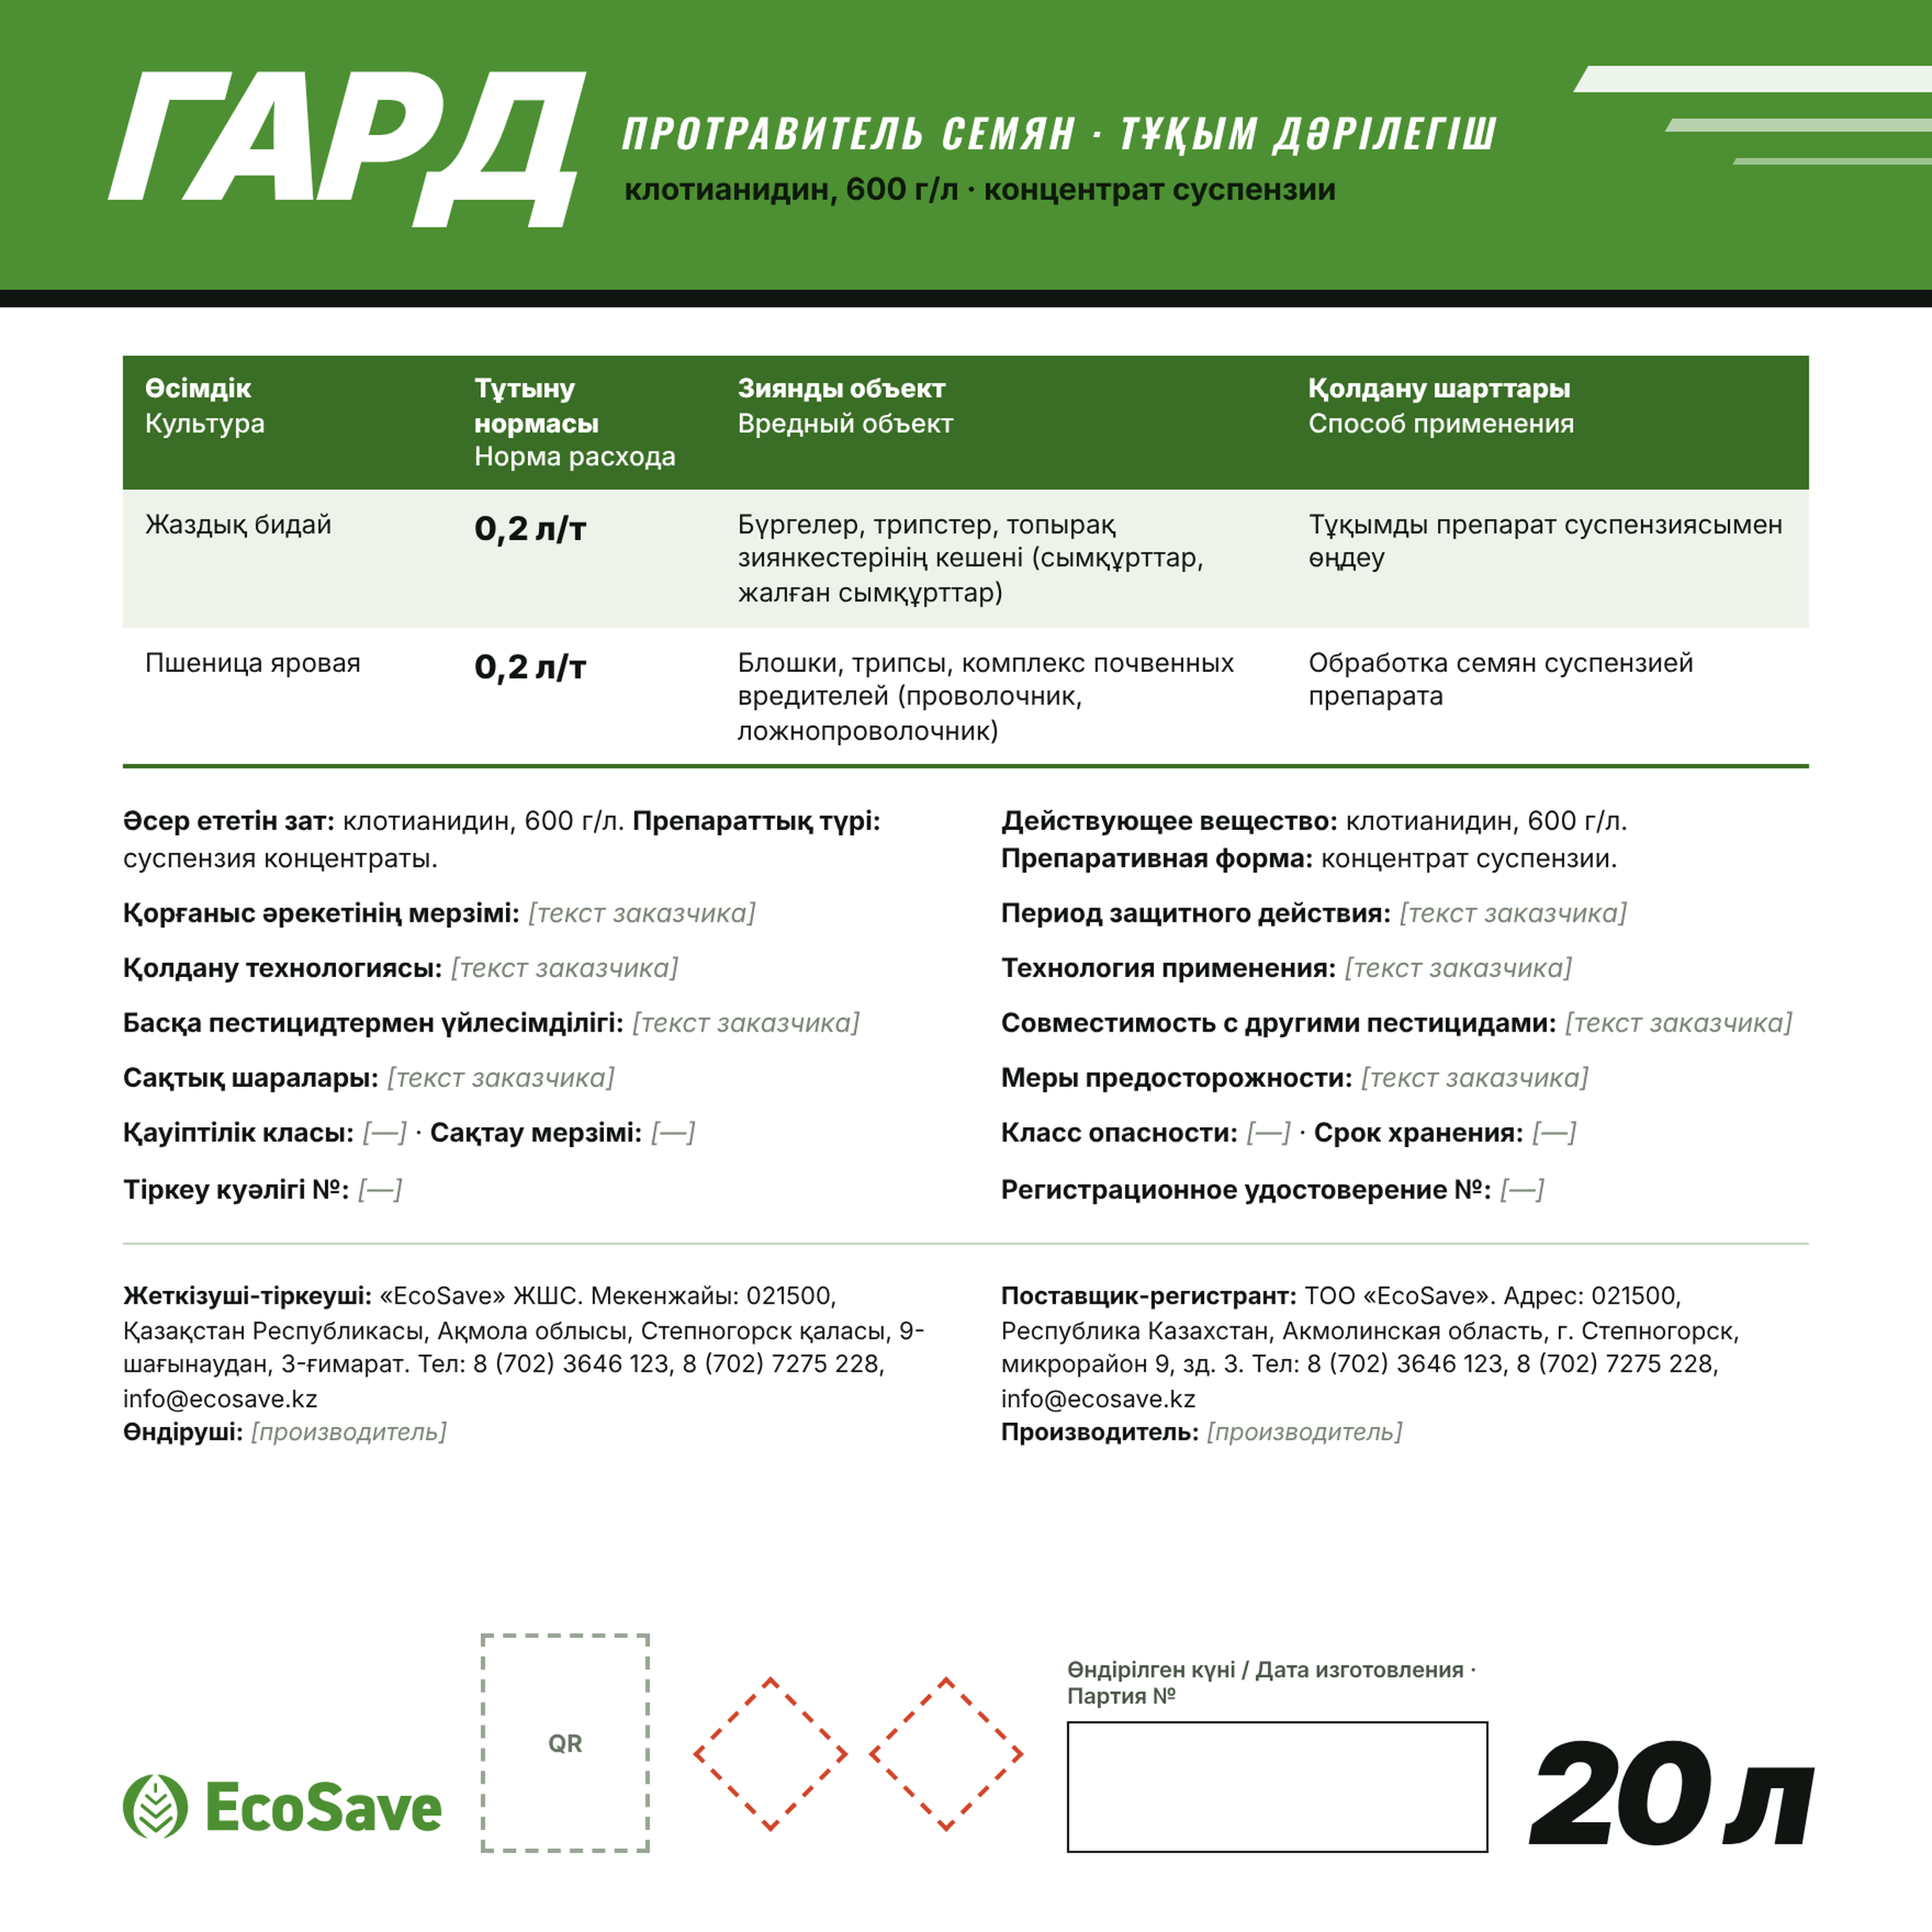 ГАРД
ПРОТРАВИТЕЛЬ СЕМЯН · ТҰҚЫМ ДӘРІЛЕГІШ
клотианидин, 600 г/л · концентрат суспензии
Өсімдік
Культура
Тұтыну
нормасы
Норма расхода
Зиянды объект
Вредный объект
Қолдану шарттары
Способ применения
Жаздық бидай
0,2 л/т
Бүргелер, трипстер, топырақ
зиянкестерінің кешені (сымқұрттар,
жалған сымқұрттар)
Тұқымды препарат суспензиясымен
өңдеу
Пшеница яровая
0,2 л/т
Блошки, трипсы, комплекс почвенных
вредителей (проволочник,
ложнопроволочник)
Обработка семян суспензией
препарата
Әсер ететін зат: клотианидин, 600 г/л. Препараттық түрі:
суспензия концентраты.
Қорғаныс әрекетінің мерзімі: [текст заказчика]
Қолдану технологиясы: [текст заказчика]
Басқа пестицидтермен үйлесімділігі: [текст заказчика]
Сақтық шаралары: [текст заказчика]
Қауіптілік класы: [—] · Сақтау мерзімі: [—]
Тіркеу куәлігі №: [—]
Действующее вещество: клотианидин, 600 г/л.
Препаративная форма: концентрат суспензии.
Период защитного действия: [текст заказчика]
Технология применения: [текст заказчика]
Совместимость с другими пестицидами: [текст заказчика]
Меры предосторожности: [текст заказчика]
Класс опасности: [—] · Срок хранения: [—]
Регистрационное удостоверение №: [—]
Жеткізуші-тіркеуші: «EcoSave» ЖШС. Мекенжайы: 021500,
Қазақстан Республикасы, Ақмола облысы, Степногорск қаласы, 9-
шағынаудан, 3-ғимарат. Тел: 8 (702) 3646 123, 8 (702) 7275 228,
info@ecosave.kz
Өндіруші: [производитель]
Поставщик-регистрант: ТОО «EcoSave». Адрес: 021500,
Республика Казахстан, Акмолинская область, г. Степногорск,
микрорайон 9, зд. 3. Тел: 8 (702) 3646 123, 8 (702) 7275 228,
info@ecosave.kz
Производитель: [производитель]
EcoSave
QR
Өндірілген күні / Дата изготовления ·
Партия №
20 л